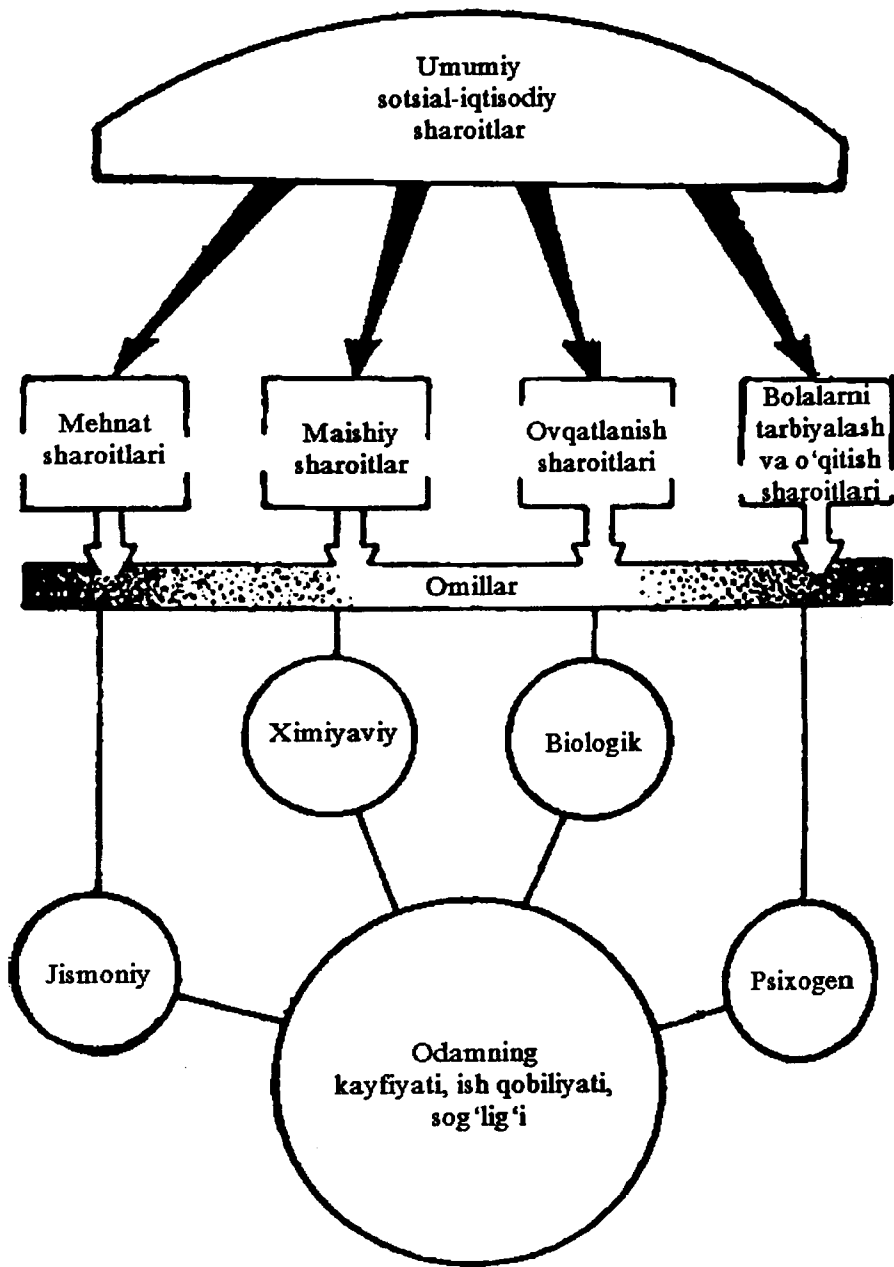 Umumiy
sotsial-iqtisodiy
sharoitlar
Mehnat
sharoitlari
Maishiy
sharoitlar
Ovqatlanish
sharoitlari
Bolalarni
tarbiyalash
va o‘qitish
sharoitlari
Omillar
Ximiyaviy
Biologik
Jismoniy
Psixogen
Odamning
kayfiyati, ish qobiliyati,
sog‘lig‘i